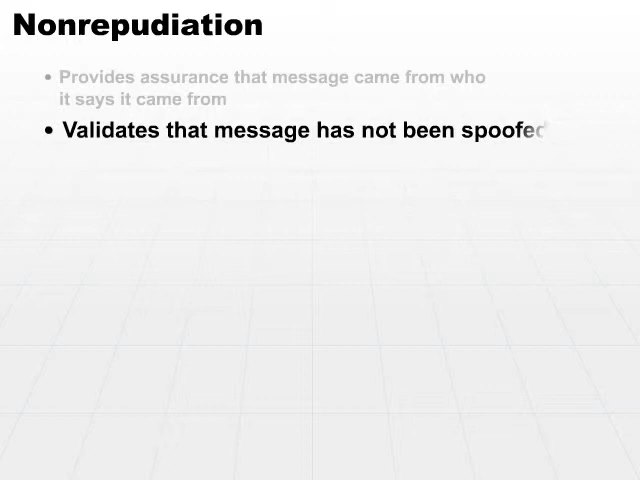 Nonrepudiation
• Provides assurance that message came from who
it says it came from
• Validates that message has not been spoofed